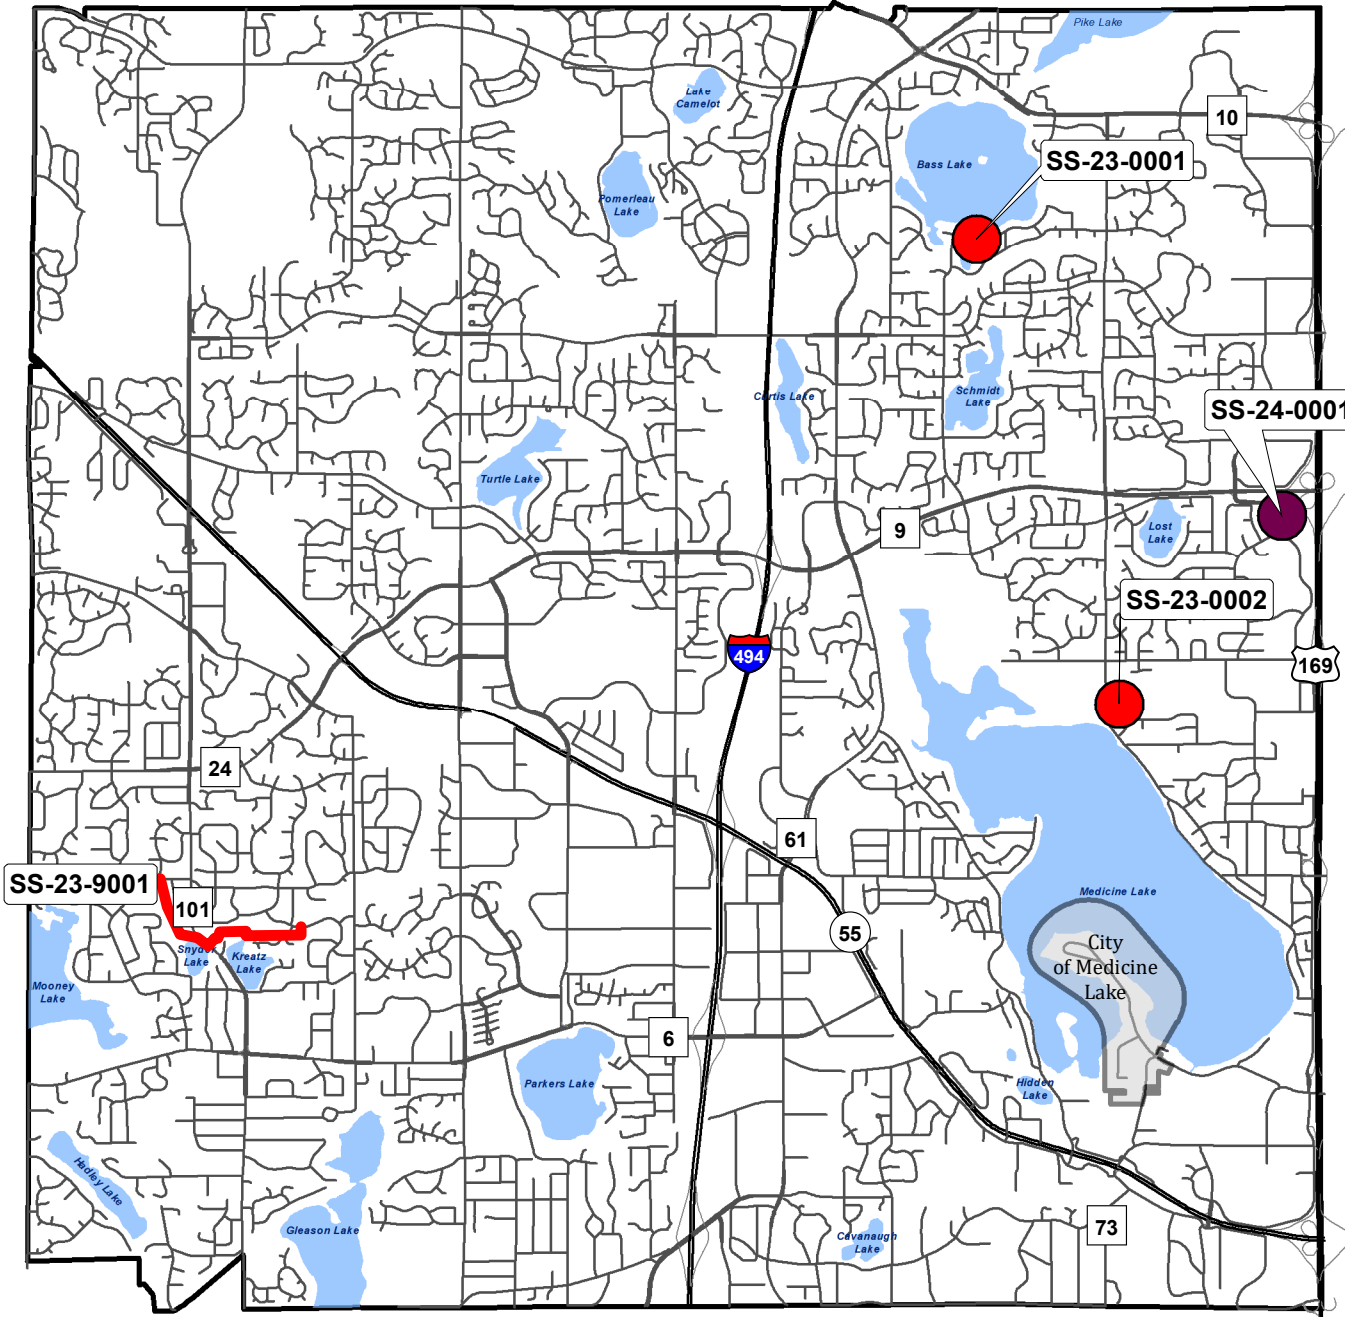 Pike Lake
Lake
Camelot
10
Bass Lake
SS-23-0001
Pomerleau
Lake
Curtis Lake
Schmidt
Lake
SS-24-0001
Turtle Lake
9
Lost
Lake
SS-23-0002
494
169
24
61
SS-23-9001
101
Medicine Lake
55
City
of Medicine
Lake
Snyder
Lake
Kreatz
Lake
Mooney
Lake
6
Parkers Lake
Hidden
Lake
Hadley Lake
Gleason Lake
Cavanaugh
Lake
73